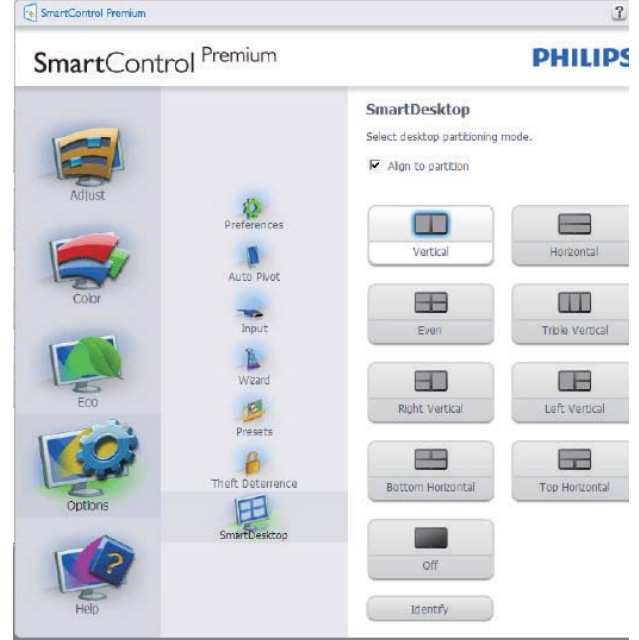 SmartControl Premium
?
SmartControl Premium
PHILIPS
Adjust
Color
Eco
Options
Help
Preferences
Auto Pivot
Input
Wizard
Presets
Theft Deterrence
SmartDesktop
SmartDesktop
Select desktop partitioning mode.
Align to partition
Vertical
Horizontal
Even
Triple Vertical
Right Vertical
Left Vertical
Bottom Horizontal
Top Horizontal
Off
Identify